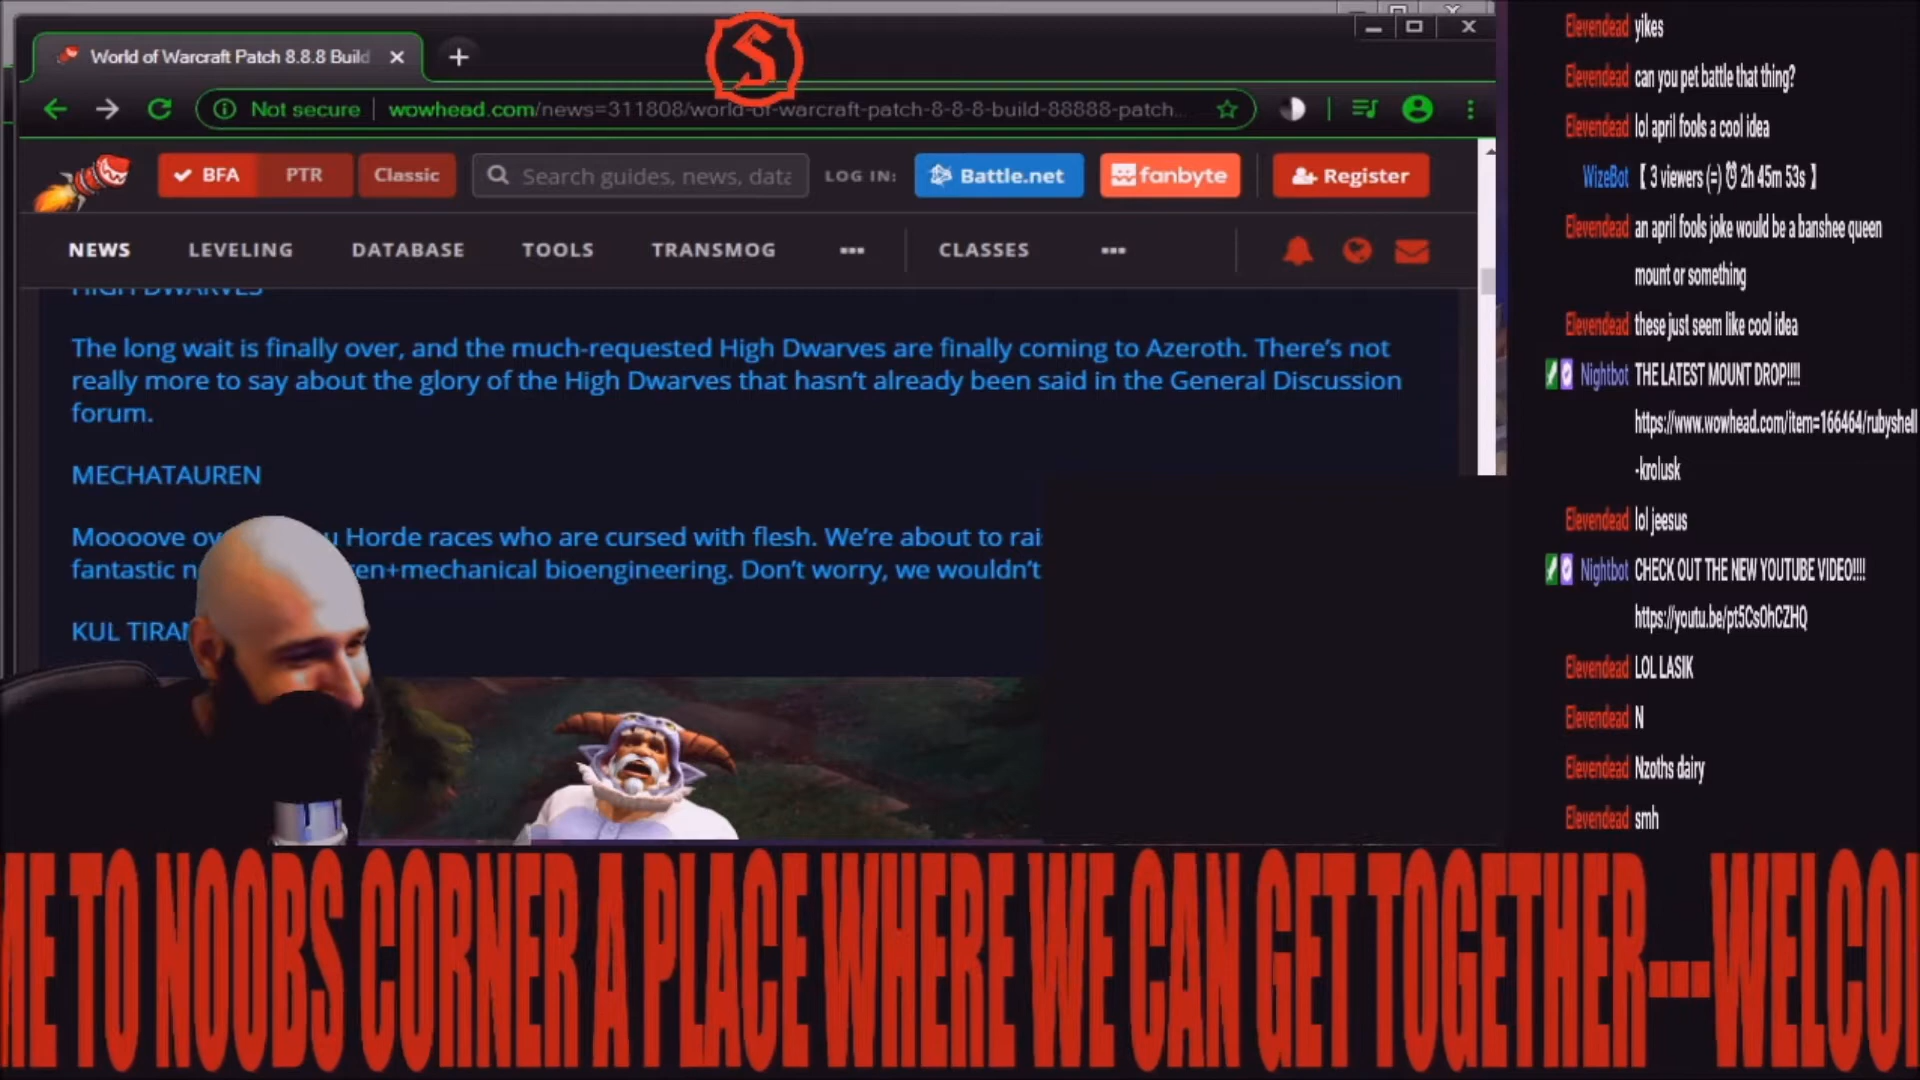 World of Warcraft Patch 8.8.8 Build
Not secure
wowhead.com/news=311808/world-of-warcraft-patch-8-8-8-build-88888-patch...
BFA
PTR
Classic
Search guides, news, data
LOG IN:
Battle.net
fanbyte
Register
NEWS
LEVELING
DATABASE
TOOLS
TRANSMOG
CLASSES
HIGH DWARVES
The long wait is finally over, and the much-requested High Dwarves are finally coming to Azeroth. There's not
really more to say about the glory of the High Dwarves that hasn't already been said in the General Discussion
forum.
MECHATAUREN
Moooove Horde races who are cursed with flesh. We're about to
fantastic mechanical bioengineering. Don't worry, we wouldn't
KUL
Elevendead yikes
Elevendead can you pet battle that thing?
Elevendead lol april fools a cool idea
WizeBot 【 3 viewers (=) ⏰ 2h 45m 53s 】
Elevendead an april fools joke would be a banshee queen
mount or something
Elevendead these just seem like cool idea
Nightbot THE LATEST MOUNT DROP!!!!
https://www.wowhead.com/item=166464/rubyshell
-krolusk
Elevendead lol jeesus
Nightbot CHECK OUT THE NEW YOUTUBE VIDEO!!!!
https://youtu.be/pt5CsOhCZHQ
Elevendead LOL LASIK
Elevendead N
Elevendead Nzoths dairy
Elevendead smh
ME TO NOOBS CORNER A PLACE WHERE WE CAN GET TOGETHER---WELCO